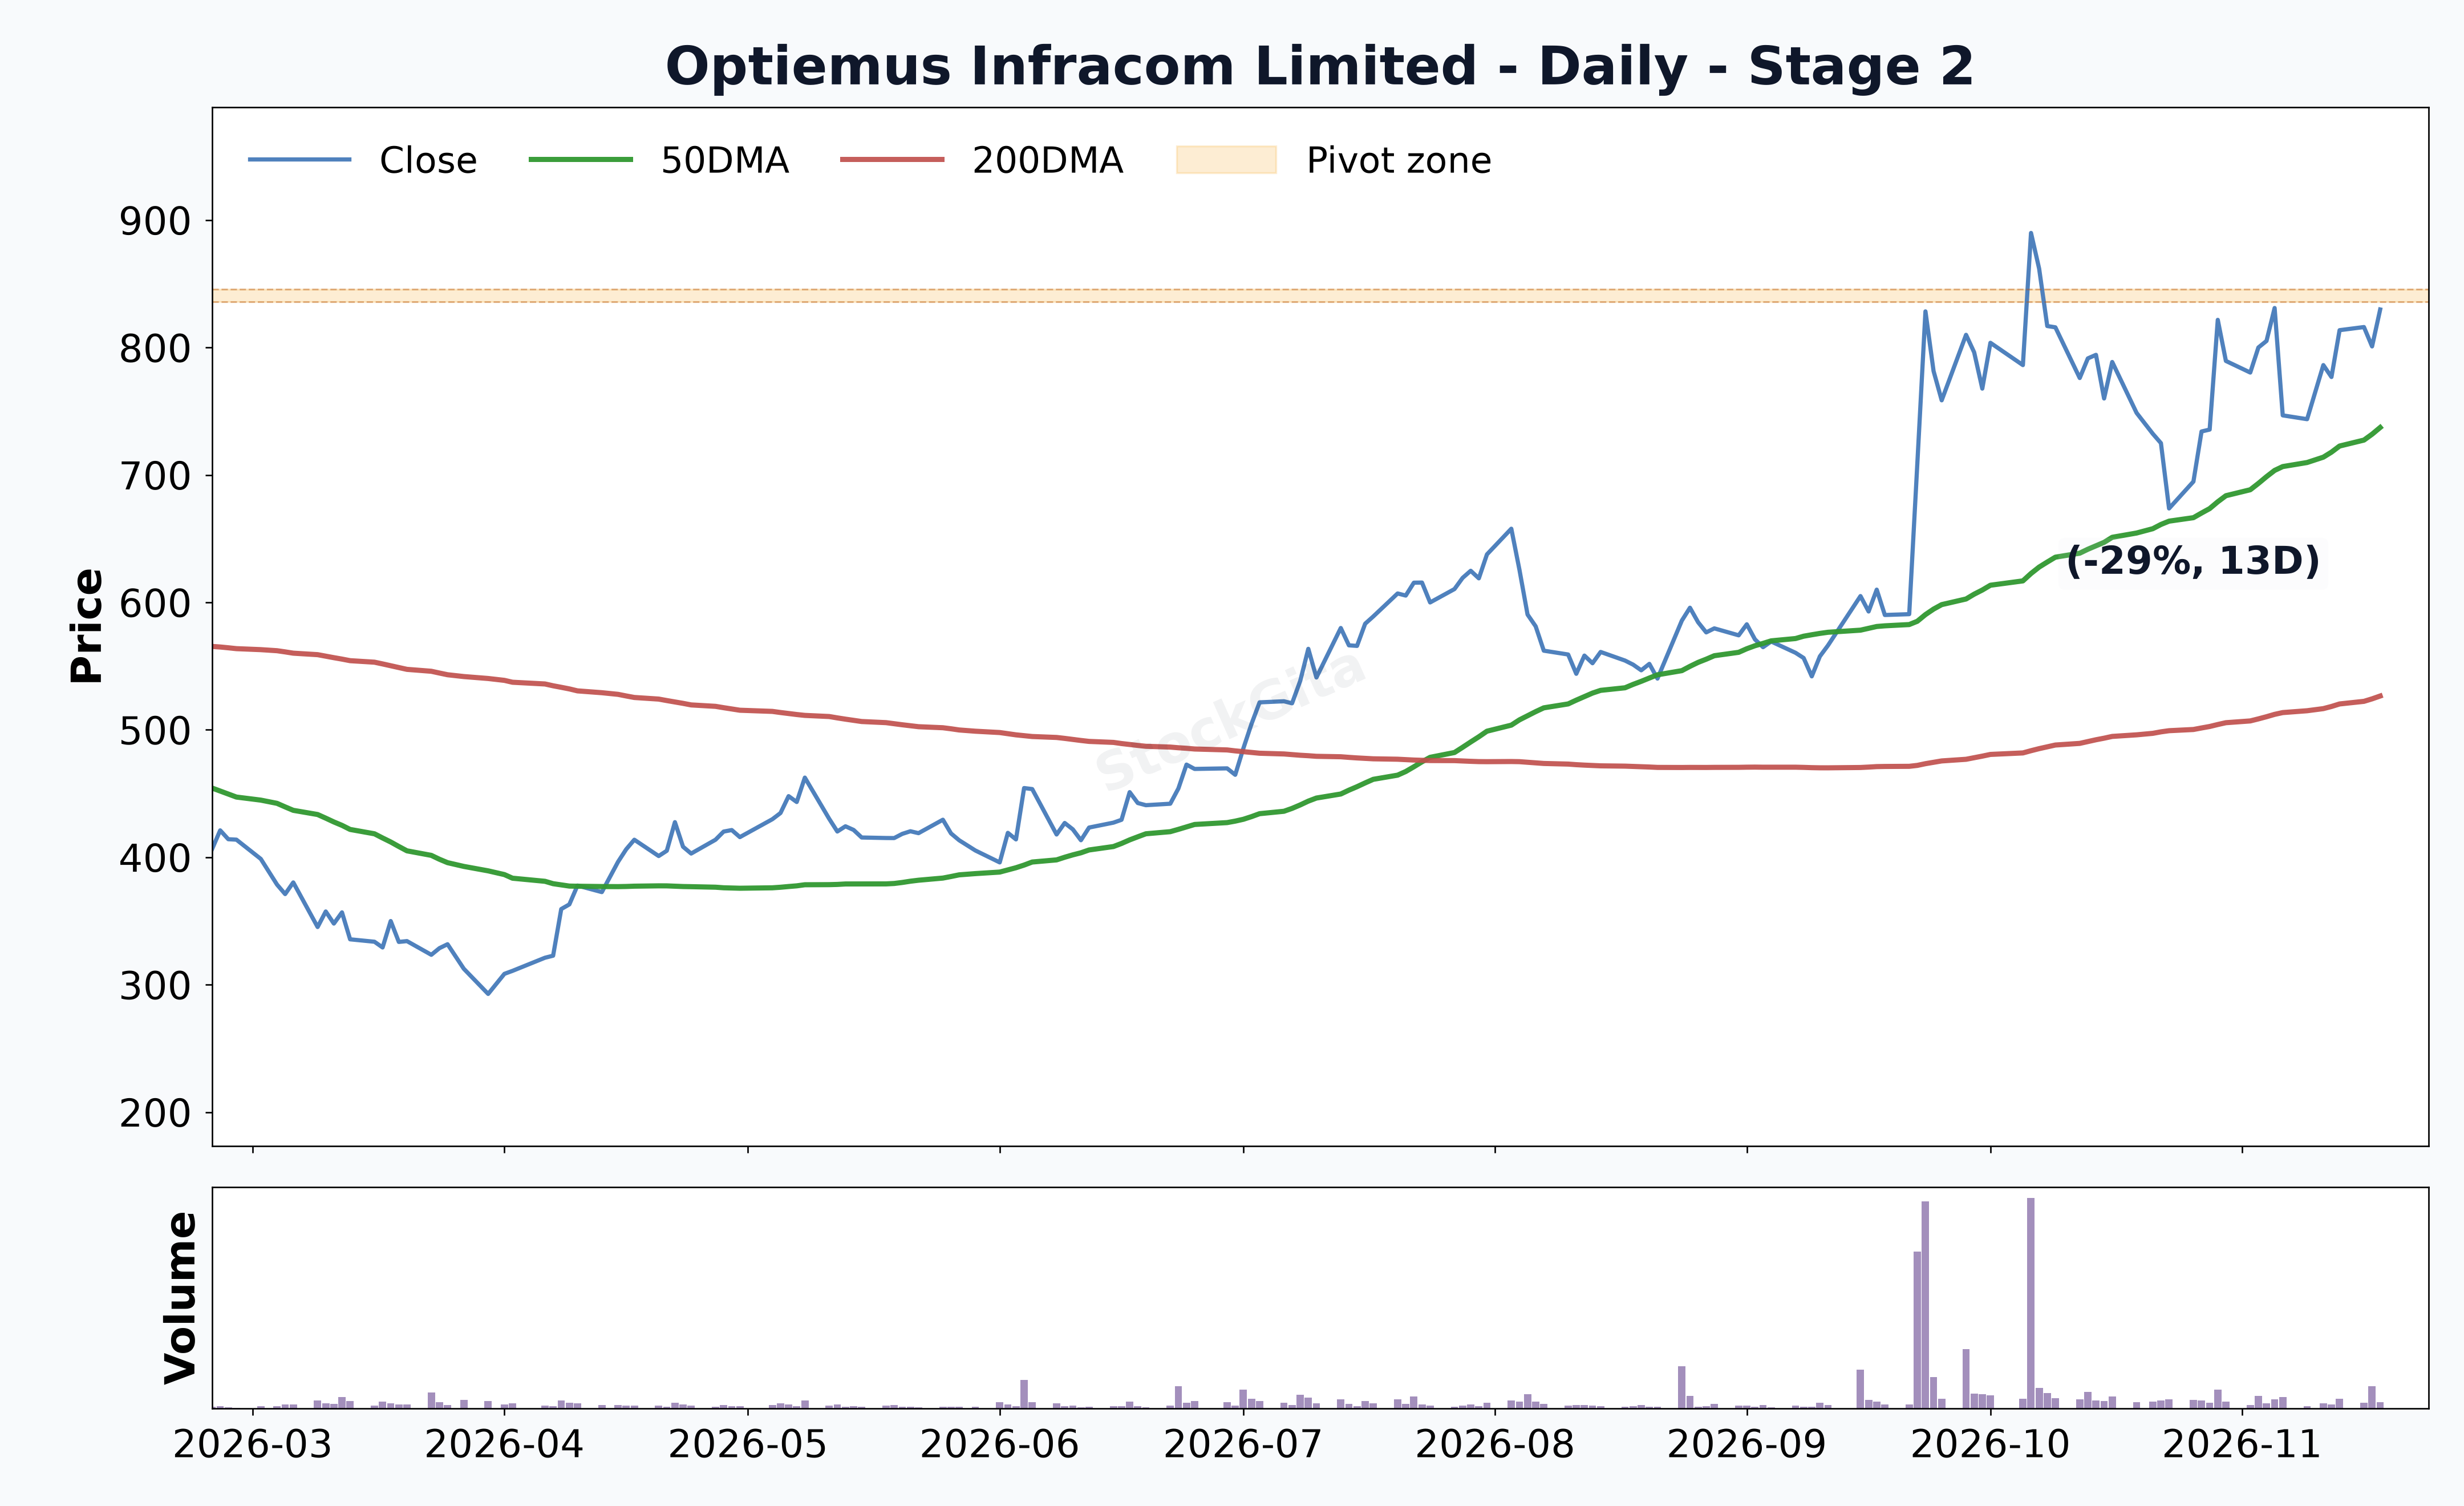 Optiemus Infracom Limited - Daily - Stage 2
Close 50DMA 200DMA Pivot zone
Price
900
800
700
600
500
400
300
200
(-29%, 13D)
StockGita
Volume
2026-03 2026-04 2026-05 2026-06 2026-07 2026-08 2026-09 2026-10 2026-11